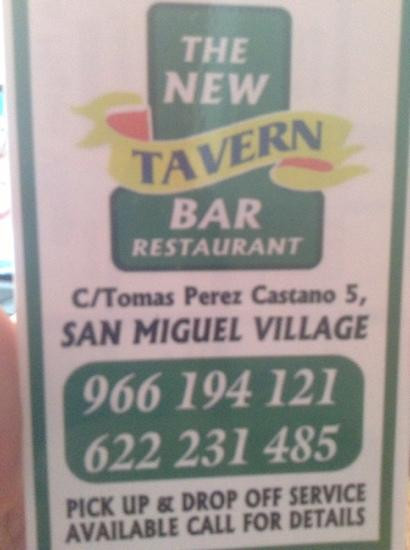 THE
NEW
TAVERN
BAR
RESTAURANT
C/Tomas Perez Castano 5,
SAN MIGUEL VILLAGE
966 194 121
622 231 485
PICK UP & DROP OFF SERVICE
AVAILABLE CALL FOR DETAILS